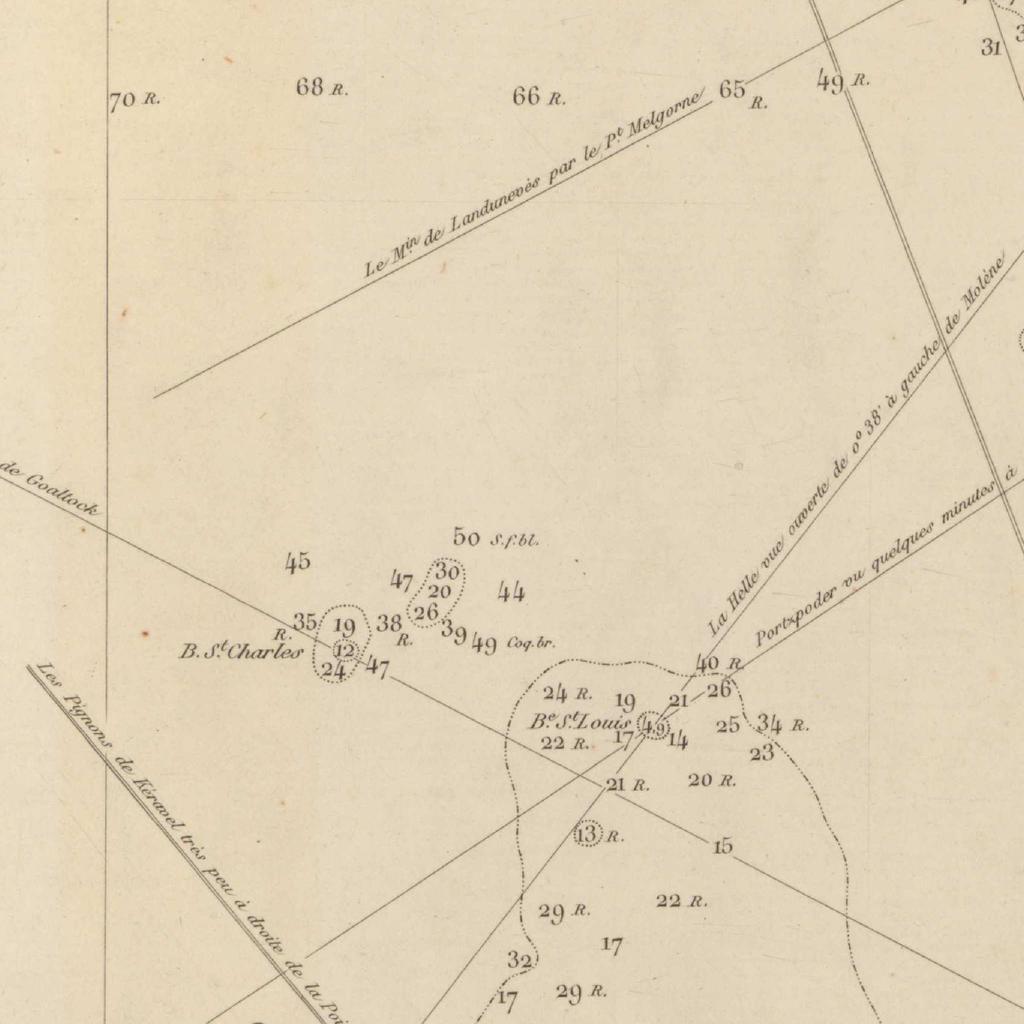 31
70 R.
68 R.
66 R.
65 R.
49 R.
Le Mⁱⁿ de Landunevès par le Pᵗ Melgorne
La Helle vue ouverte de 0° 38' à gauche de Molène
Portzpoder vu quelques minutes à
de Goaltock
50 S.f.bl.
45
47
30
20
44
26
35 R.
19
38 R.
39
49 Coq.br.
B. Sᵗ Charles
12
24
47
Les Pignons de Kéravel très peu à droite de la Poi
40 R.
24 R.
19
21
26
Bᵉ Sᵗ Louis
4,9
25
34 R.
22 R.
17
14
23
21 R.
20 R.
13 R.
15
29 R.
22 R.
17
32
17
29 R.